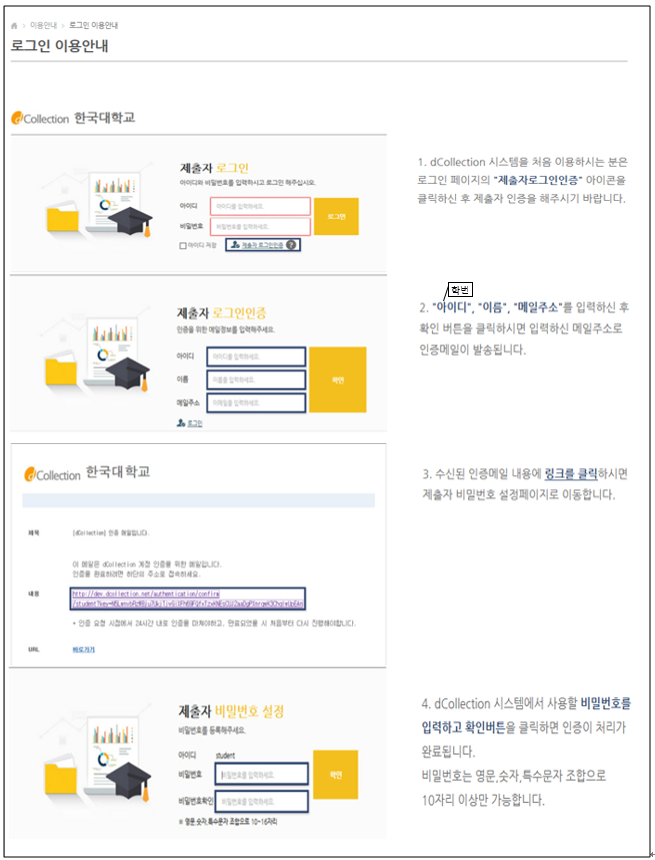 이용안내 > 로그인 이용안내
로그인 이용안내
dCollection 한국대학교
제출자 로그인
아이디와 비밀번호를 입력하시고 로그인 해주십시오.
아이디
아이디를 입력하세요.
비밀번호
비밀번호를 입력하세요.
로그인
아이디 저장
제출자 로그인인증 ?
1. dCollection 시스템을 처음 이용하시는 분은
로그인 페이지의 "제출자로그인인증" 아이콘을
클릭하신 후 제출자 인증을 해주시기 바랍니다.
제출자 로그인인증
인증을 위한 메일정보를 입력해주세요.
아이디
아이디를 입력하세요.
이름
이름을 입력하세요.
메일주소
이메일을 입력하세요.
확인
로그인
학번
2. "아이디", "이름", "메일주소"를 입력하신 후
확인 버튼을 클릭하시면 입력하신 메일주소로
인증메일이 발송됩니다.
dCollection 한국대학교
제목
[dCollection] 인증 메일입니다.
이 메일은 dCollection 계정 인증을 위한 메일입니다.
인증을 완료하려면 하단의 주소로 접속하세요.
내용
http://dev.dcollection.net/authentication/confirm
* 인증 요청 시점에서 24시간 내로 인증을 마쳐야하고, 만료되었을 시 처음부터 다시 진행해야합니다.
URL
바로가기
3. 수신된 인증메일 내용에 링크를 클릭하시면
제출자 비밀번호 설정페이지로 이동합니다.
제출자 비밀번호 설정
비밀번호를 등록해주세요.
아이디
student
비밀번호
비밀번호를 입력하세요.
비밀번호확인
비밀번호를 입력하세요.
확인
※ 영문,숫자,특수문자 조합으로 10~16자리
4. dCollection 시스템에서 사용할 비밀번호를
입력하고 확인버튼을 클릭하면 인증이 처리가
완료됩니다.
비밀번호는 영문,숫자,특수문자 조합으로
10자리 이상만 가능합니다.